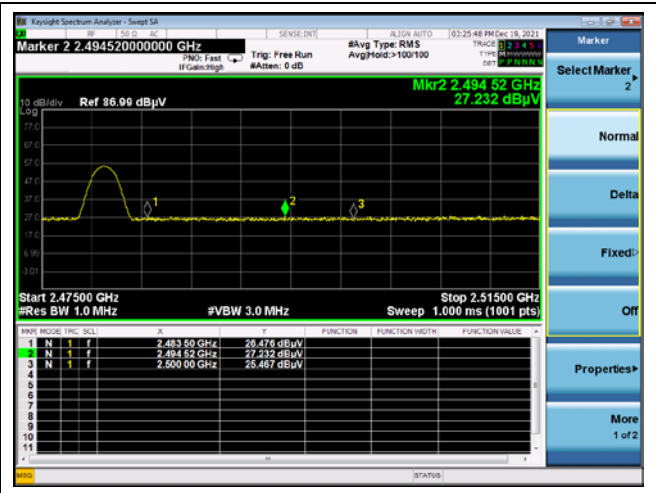 Keysight Spectrum Analyzer - Swept SA
LXI RF 50 Ω AC SENSE:INT ALIGN AUTO 03:25:48 PM Dec 19, 2021
Marker 2 2.494520000000 GHz
PNO: Fast
IFGain:High
Trig: Free Run
#Atten: 0 dB
#Avg Type: RMS
Avg|Hold:>100/100
TRACE 1 2 3 4 5 6
TYPE M
DET P P N N N N
Mkr2 2.494 52 GHz
27.232 dBµV
10 dB/div Ref 86.99 dBµV
Log
77.0
67.0
57.0
47.0
37.0
27.0
17.0
6.99
-3.01
1
2
3
Start 2.47500 GHz Stop 2.51500 GHz
#Res BW 1.0 MHz #VBW 3.0 MHz Sweep 1.000 ms (1001 pts)
MKR MODE TRC SCL X Y FUNCTION FUNCTION WIDTH FUNCTION VALUE
1 N 1 f 2.483 50 GHz 26.476 dBµV
2 N 1 f 2.494 52 GHz 27.232 dBµV
3 N 1 f 2.500 00 GHz 25.467 dBµV
4
5
6
7
8
9
10
11
MSG STATUS
Marker
Select Marker
2
Normal
Delta
Fixed
Off
Properties
More
1 of 2